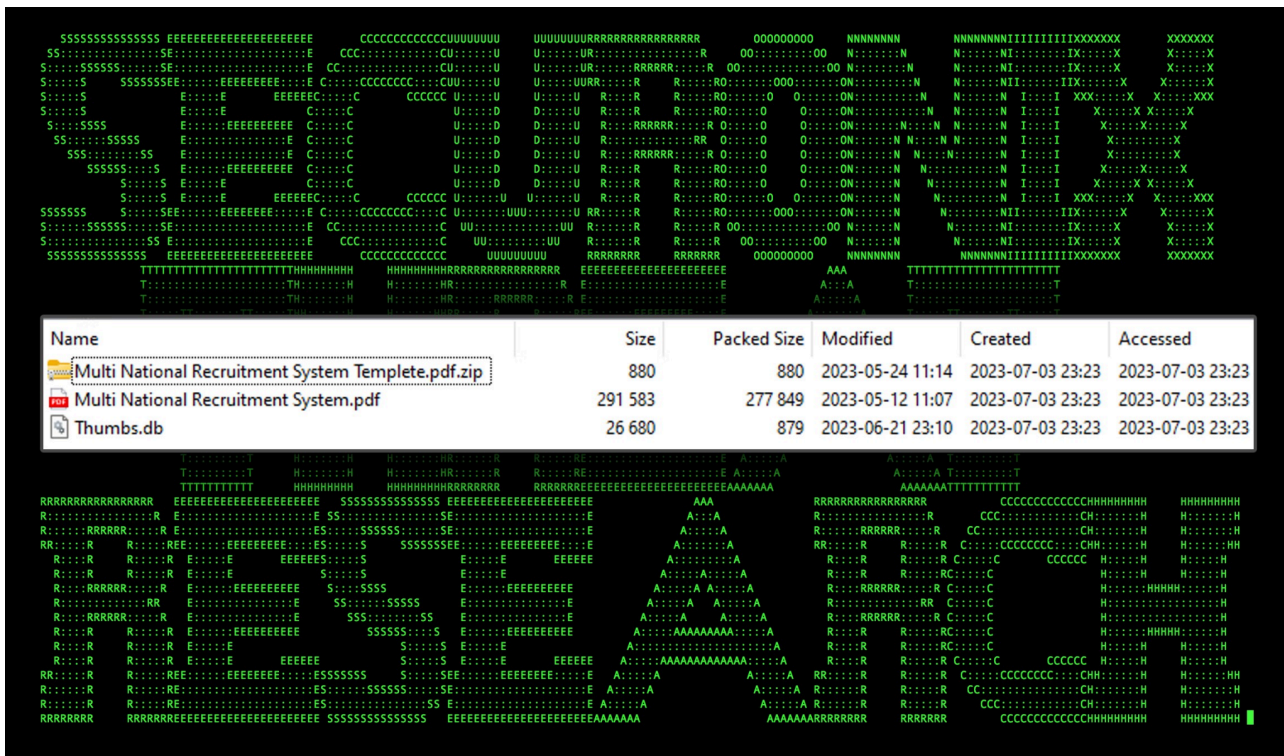 SECURONIX
THREAT
Name Size Packed Size Modified Created Accessed
Multi National Recruitment System Templete.pdf.zip 880 880 2023-05-24 11:14 2023-07-03 23:23 2023-07-03 23:23
Multi National Recruitment System.pdf 291 583 277 849 2023-05-12 11:07 2023-07-03 23:23 2023-07-03 23:23
Thumbs.db 26 680 879 2023-06-21 23:10 2023-07-03 23:23 2023-07-03 23:23
RESEARCH